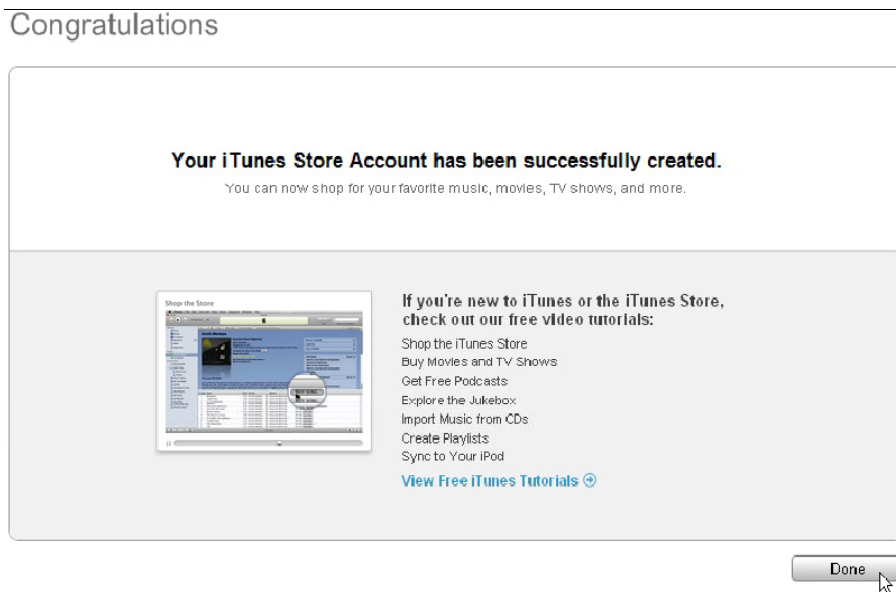 Congratulations
Your iTunes Store Account has been successfully created.
You can now shop for your favorite music, movies, TV shows, and more.
Shop the Store
If you're new to iTunes or the iTunes Store,
check out our free video tutorials:
Shop the iTunes Store
Buy Movies and TV Shows
Get Free Podcasts
Explore the Jukebox
Import Music from CDs
Create Playlists
Sync to Your iPod
View Free iTunes Tutorials
Done